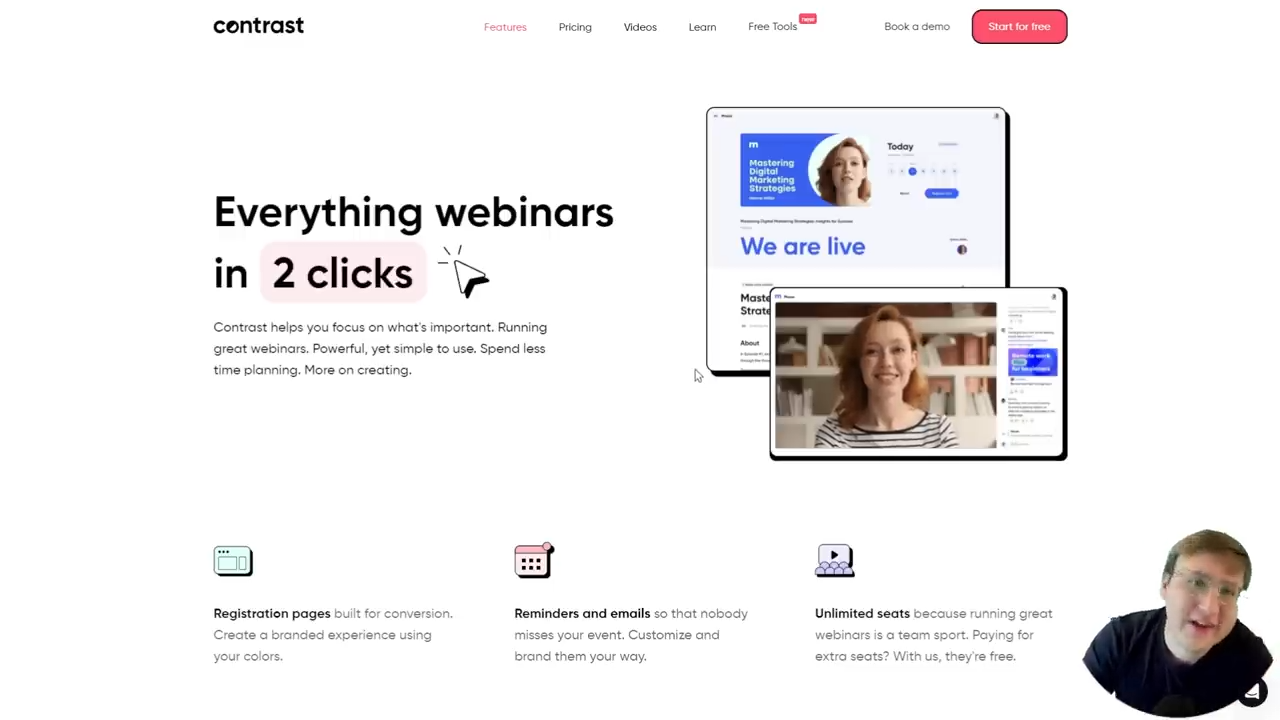 contrast
Features
Pricing
Videos
Learn
Free Tools
new
Book a demo
Start for free
Everything webinars
in 2 clicks
Contrast helps you focus on what's important. Running
great webinars. Powerful, yet simple to use. Spend less
time planning. More on creating.
m
Mastering
Digital
Marketing
Strategies
Today
We are live
About
Remote work
for beginners
Registration pages built for conversion.
Create a branded experience using
your colors.
Reminders and emails so that nobody
misses your event. Customize and
brand them your way.
Unlimited seats because running great
webinars is a team sport. Paying for
extra seats? With us, they're free.